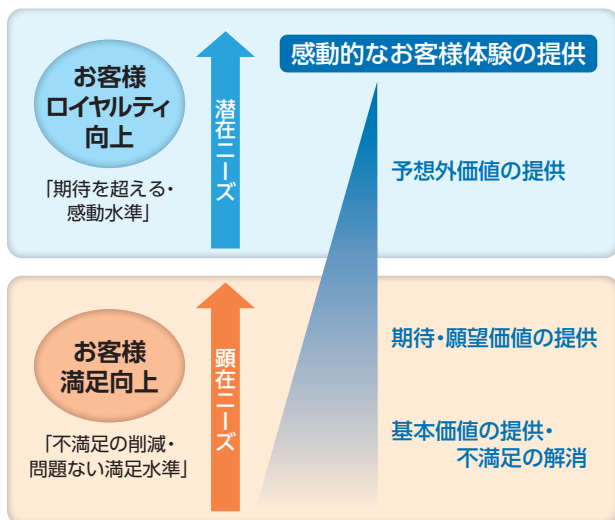 お客様
ロイヤルティ
向上
「期待を超える・
感動水準」
潜在ニーズ
感動的なお客様体験の提供
予想外価値の提供
お客様
満足向上
「不満足の削減・
問題ない満足水準」
顕在ニーズ
期待・願望価値の提供
基本価値の提供・
不満足の解消